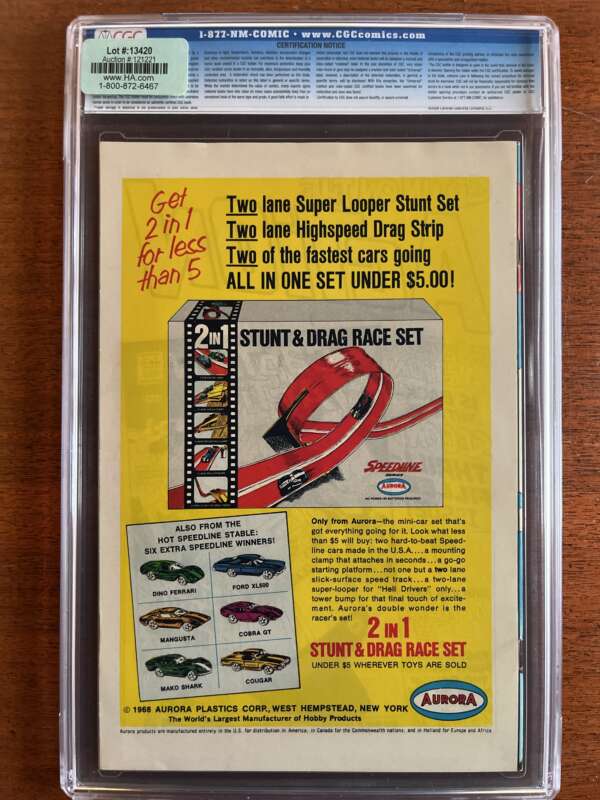 CGC
1-877-NM-COMIC • www.CGCcomics.com
CERTIFICATION NOTICE
Lot #:13420
Auction # 121221
www.HA.com
1-800-872-6467
Get
2 in 1
for less
than 5
Two lane Super Looper Stunt Set
Two lane Highspeed Drag Strip
Two of the fastest cars going
ALL IN ONE SET UNDER $5.00!
2 IN 1
STUNT & DRAG RACE SET
SPEEDLINE
SERIES
AURORA
NO POWER OR BATTERIES REQUIRED
ALSO FROM THE
HOT SPEEDLINE STABLE:
SIX EXTRA SPEEDLINE WINNERS!
DINO FERRARI
FORD XL500
MANGUSTA
COBRA GT
MAKO SHARK
COUGAR
Only from Aurora—the mini-car set that's
got everything going for it. Look what less
than $5 will buy: two hard-to-beat Speed-
line cars made in the U.S.A. . . . a mounting
clamp that attaches in seconds . . . a go-go
starting platform . . . not one but a two lane
slick-surface speed track . . . a two-lane
super-looper for "Hell Drivers" only . . . a
tower bump for that final touch of excite-
ment. Aurora's double wonder is the
racer's set!
2 IN 1
STUNT & DRAG RACE SET
UNDER $5 WHEREVER TOYS ARE SOLD
AURORA
© 1968 AURORA PLASTICS CORP., WEST HEMPSTEAD, NEW YORK
The World's Largest Manufacturer of Hobby Products
Aurora products are manufactured entirely in the U.S. for distribution in America, in Canada for the Commonwealth nations, and in Holland for Europe and Africa